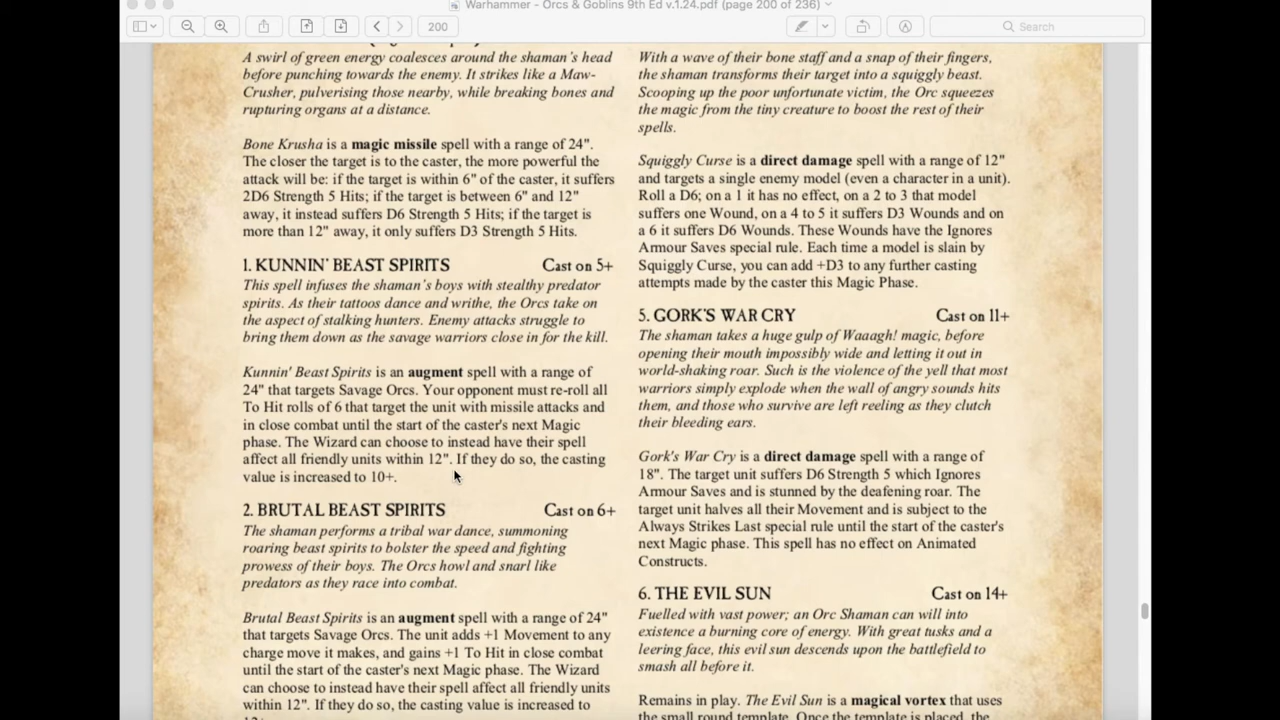 Warhammer - Orcs & Goblins 9th Ed v.1.24.pdf (page 200 of 236)
200
Search
A swirl of green energy coalesces around the shaman's head
before punching towards the enemy. It strikes like a Maw-
Crusher, pulverising those nearby, while breaking bones and
rupturing organs at a distance.
Bone Krusha is a magic missile spell with a range of 24".
The closer the target is to the caster, the more powerful the
attack will be: if the target is within 6" of the caster, it suffers
2D6 Strength 5 Hits; if the target is between 6" and 12"
away, it instead suffers D6 Strength 5 Hits; if the target is
more than 12" away, it only suffers D3 Strength 5 Hits.
1. KUNNIN' BEAST SPIRITS Cast on 5+
This spell infuses the shaman's boys with stealthy predator
spirits. As their tattoos dance and writhe, the Orcs take on
the aspect of stalking hunters. Enemy attacks struggle to
bring them down as the savage warriors close in for the kill.
Kunnin' Beast Spirits is an augment spell with a range of
24" that targets Savage Orcs. Your opponent must re-roll all
To Hit rolls of 6 that target the unit with missile attacks and
in close combat until the start of the caster's next Magic
phase. The Wizard can choose to instead have their spell
affect all friendly units within 12". If they do so, the casting
value is increased to 10+.
2. BRUTAL BEAST SPIRITS Cast on 6+
The shaman performs a tribal war dance, summoning
roaring beast spirits to bolster the speed and fighting
prowess of their boys. The Orcs howl and snarl like
predators as they race into combat.
Brutal Beast Spirits is an augment spell with a range of 24"
that targets Savage Orcs. The unit adds +1 Movement to any
charge move it makes, and gains +1 To Hit in close combat
until the start of the caster's next Magic phase. The Wizard
can choose to instead have their spell affect all friendly units
within 12". If they do so, the casting value is increased to
With a wave of their bone staff and a snap of their fingers,
the shaman transforms their target into a squiggly beast.
Scooping up the poor unfortunate victim, the Orc squeezes
the magic from the tiny creature to boost the rest of their
spells.
Squiggly Curse is a direct damage spell with a range of 12"
and targets a single enemy model (even a character in a unit).
Roll a D6; on a 1 it has no effect, on a 2 to 3 that model
suffers one Wound, on a 4 to 5 it suffers D3 Wounds and on
a 6 it suffers D6 Wounds. These Wounds have the Ignores
Armour Saves special rule. Each time a model is slain by
Squiggly Curse, you can add +D3 to any further casting
attempts made by the caster this Magic Phase.
5. GORK'S WAR CRY Cast on 11+
The shaman takes a huge gulp of Waaagh! magic, before
opening their mouth impossibly wide and letting it out in
world-shaking roar. Such is the violence of the yell that most
warriors simply explode when the wall of angry sounds hits
them, and those who survive are left reeling as they clutch
their bleeding ears.
Gork's War Cry is a direct damage spell with a range of
18". The target unit suffers D6 Strength 5 which Ignores
Armour Saves and is stunned by the deafening roar. The
target unit halves all their Movement and is subject to the
Always Strikes Last special rule until the start of the caster's
next Magic phase. This spell has no effect on Animated
Constructs.
6. THE EVIL SUN Cast on 14+
Fuelled with vast power; an Orc Shaman can will into
existence a burning core of energy. With great tusks and a
leering face, this evil sun descends upon the battlefield to
smash all before it.
Remains in play. The Evil Sun is a magical vortex that uses
the small round template. Once the template is placed, the